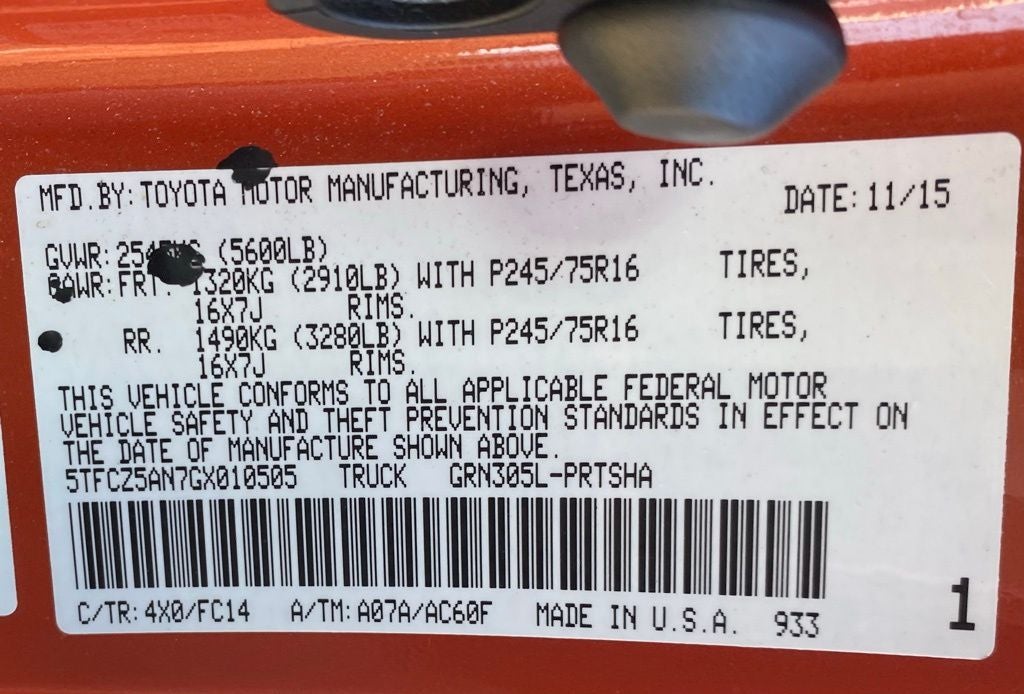 MFD.BY: TOYOTA MOTOR MANUFACTURING, TEXAS, INC. DATE: 11/15
GVWR: 2545KG (5600LB)
GAWR: FRT. 1320KG (2910LB) WITH P245/75R16 TIRES,
16X7J RIMS.
RR. 1490KG (3280LB) WITH P245/75R16 TIRES,
16X7J RIMS.
THIS VEHICLE CONFORMS TO ALL APPLICABLE FEDERAL MOTOR
VEHICLE SAFETY AND THEFT PREVENTION STANDARDS IN EFFECT ON
THE DATE OF MANUFACTURE SHOWN ABOVE.
5TFCZ5AN7GX010505 TRUCK GRN305L-PRTSHA
C/TR: 4X0/FC14 A/TM: A07A/AC60F MADE IN U.S.A. 933
1